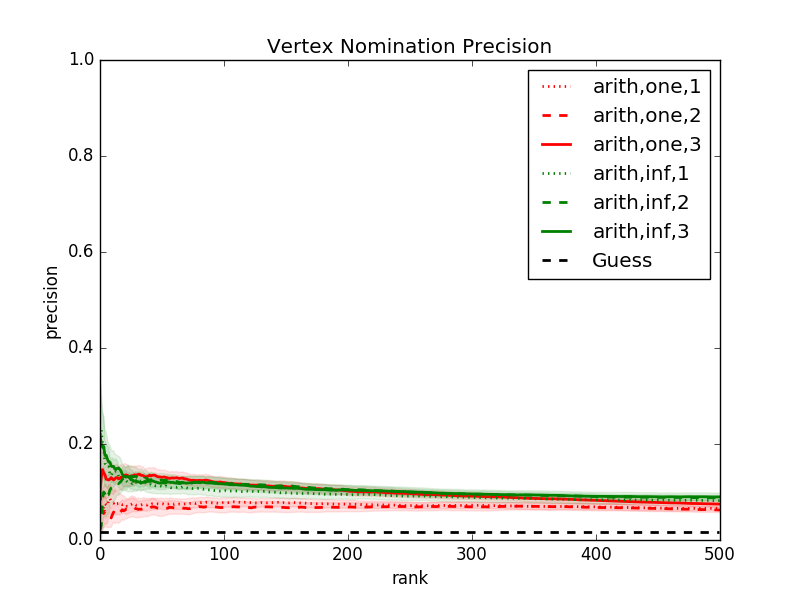 Vertex Nomination Precision
1.0
0.8
0.6
0.4
0.2
0.0
precision
arith,one,1
arith,one,2
arith,one,3
arith,inf,1
arith,inf,2
arith,inf,3
Guess
0 100 200 300 400 500
rank